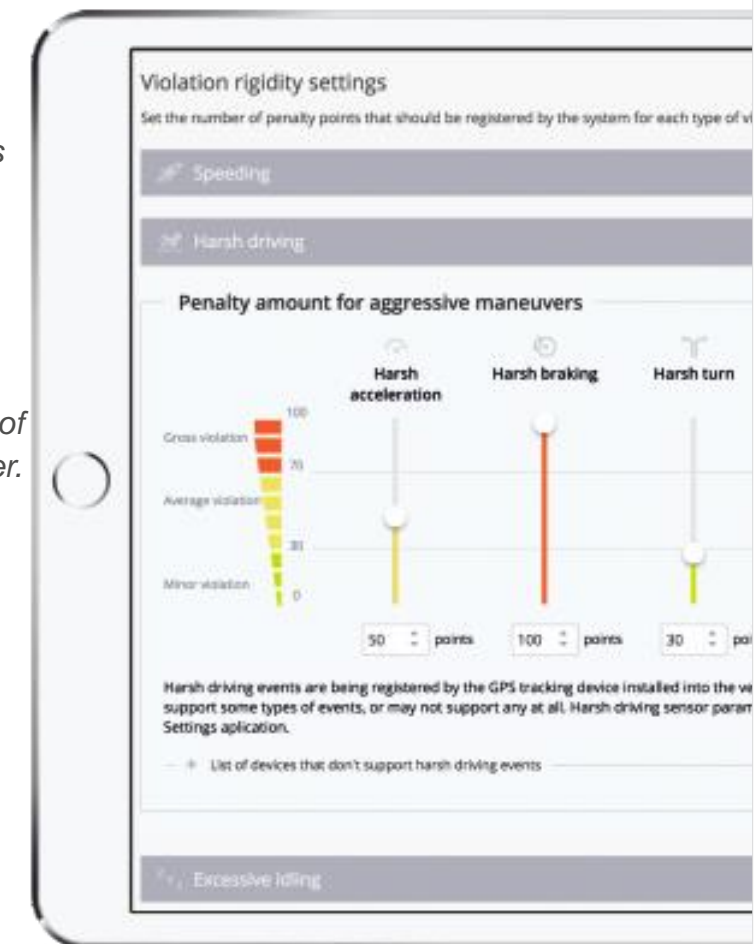 s
of
er.
Violation rigidity settings
Set the number of penalty points that should be registered by the system for each type of vi
Speeding
Harsh driving
Penalty amount for aggressive maneuvers
Harsh acceleration
Harsh braking
Harsh turn
100
Gross violation
70
Average violation
30
Minor violation
0
50 points
100 points
30 poi
Harsh driving events are being registered by the GPS tracking device installed into the ve
support some types of events, or may not support any at all. Harsh driving sensor param
Settings aplication.
+ List of devices that don't support harsh driving events
Excessive idling